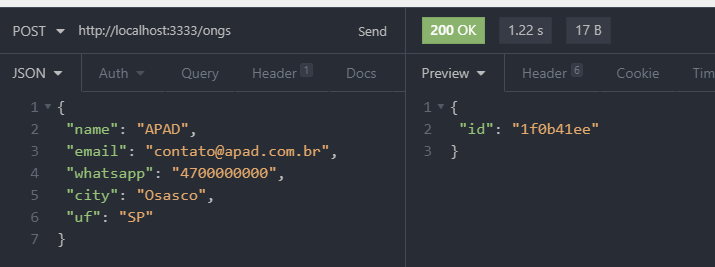 POST http://localhost:3333/ongs Send 200 OK 1.22 s 17 B
JSON Auth Query Header 1 Docs Preview Header 6 Cookie Tim
1 {
2 "name": "APAD",
3 "email": "contato@apad.com.br",
4 "whatsapp": "4700000000",
5 "city": "Osasco",
6 "uf": "SP"
7 }
1 {
2 "id": "1f0b41ee"
3 }